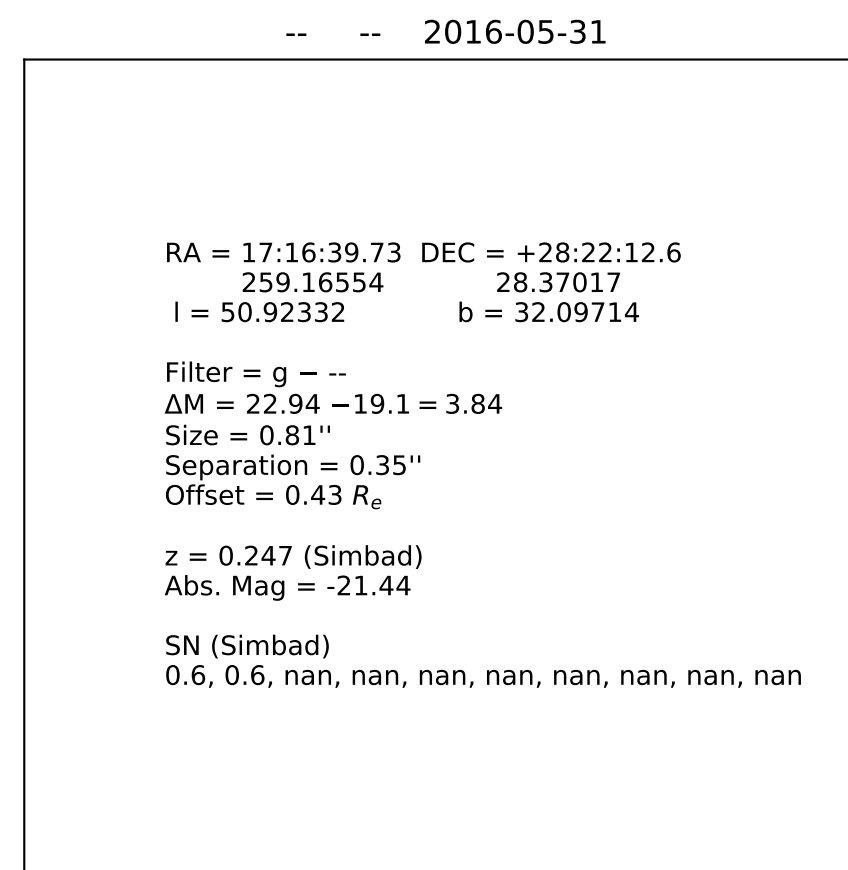 -- -- 2016-05-31
RA = 17:16:39.73 DEC = +28:22:12.6
259.16554 28.37017
l = 50.92332 b = 32.09714
Filter = g − --
ΔM = 22.94 −19.1 = 3.84
Size = 0.81''
Separation = 0.35''
Offset = 0.43 Rₑ
z = 0.247 (Simbad)
Abs. Mag = -21.44
SN (Simbad)
0.6, 0.6, nan, nan, nan, nan, nan, nan, nan, nan